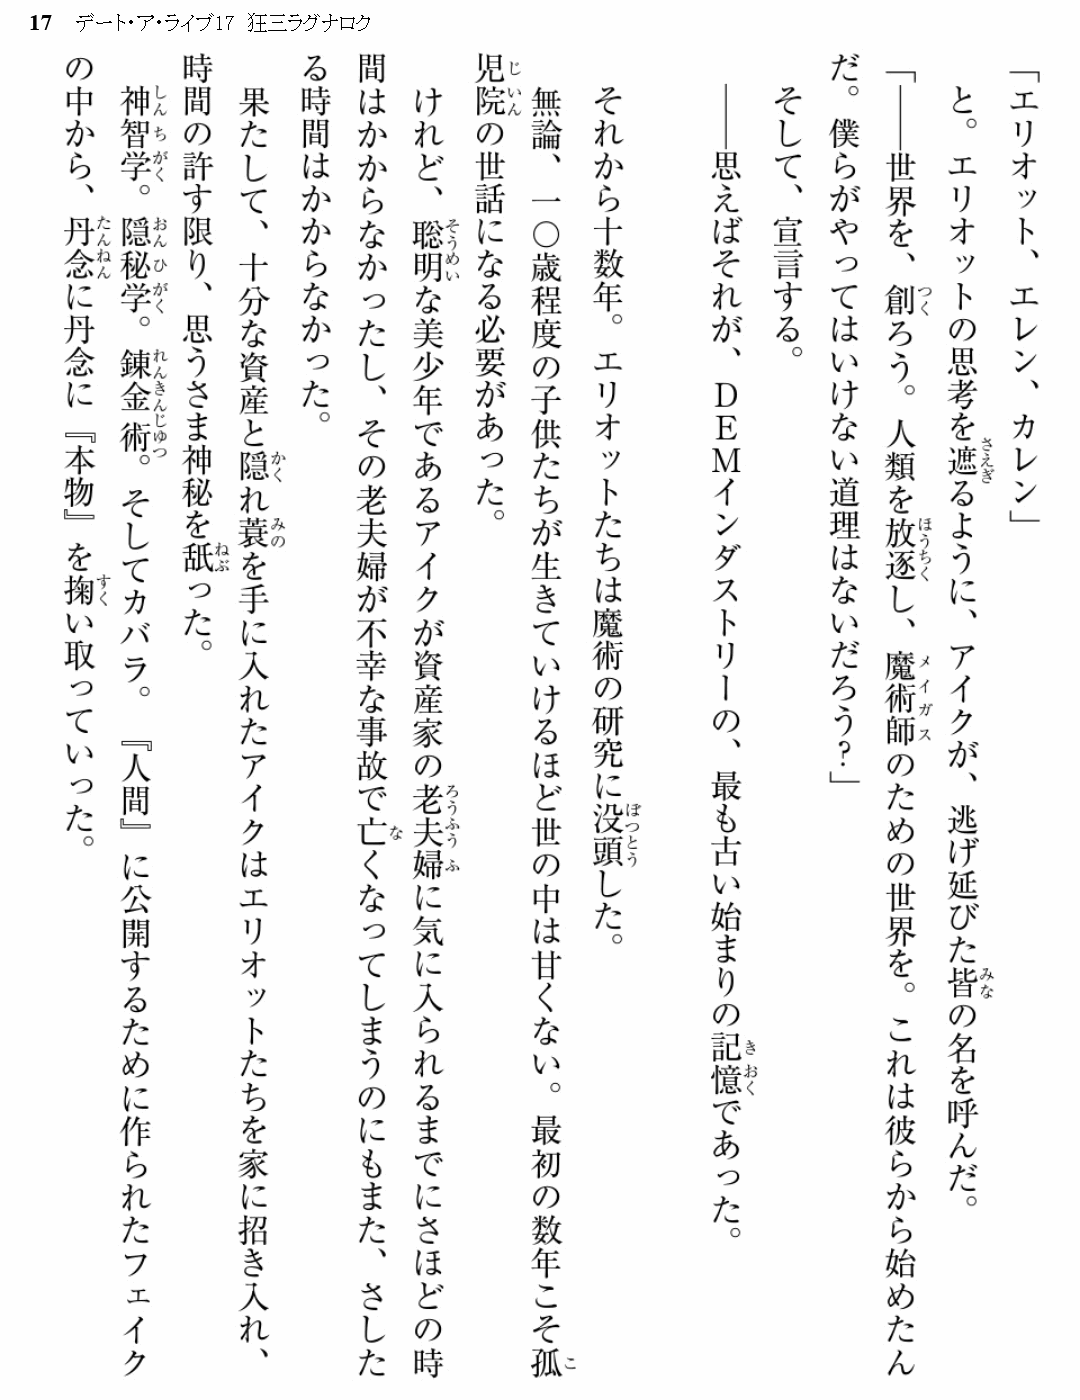 17 デート・ア・ライブ17 狂三ラグナロク
「エリオット、エレン、カレン」
と。エリオットの思考を遮るように、アイクが、逃げ延びた皆の名を呼んだ。
「――世界を、創ろう。人類を放逐し、魔術師のための世界を。これは彼らから始めたん
だ。僕らがやってはいけない道理はないだろう?」
そして、宣言する。
――思えばそれが、DEMインダストリーの、最も古い始まりの記憶であった。
それから十数年。エリオットたちは魔術の研究に没頭した。
無論、一〇歳程度の子供たちが生きていけるほど世の中は甘くない。最初の数年こそ孤
児院の世話になる必要があった。
けれど、聡明な美少年であるアイクが資産家の老夫婦に気に入られるまでにさほどの時
間はかからなかったし、その老夫婦が不幸な事故で亡くなってしまうのにもまた、さした
る時間はかからなかった。
果たして、十分な資産と隠れ蓑を手に入れたアイクはエリオットたちを家に招き入れ、
時間の許す限り、思うさま神秘を舐った。
神智学。隠秘学。錬金術。そしてカバラ。『人間』に公開するために作られたフェイク
の中から、丹念に丹念に『本物』を掬い取っていった。